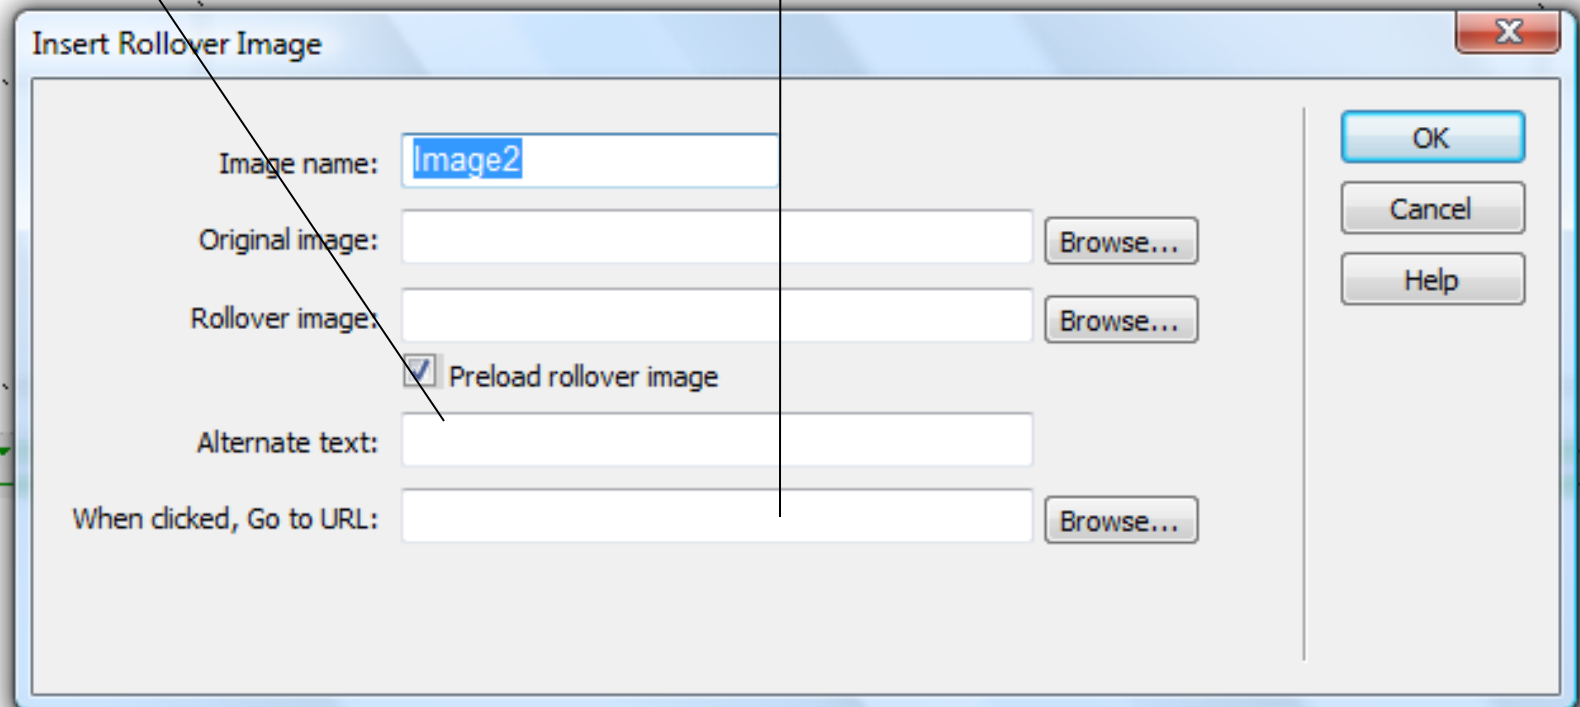 Insert Rollover Image
Image name: Image2
Original image: Browse...
Rollover image: Browse...
Preload rollover image
Alternate text:
When clicked, Go to URL: Browse...
OK
Cancel
Help